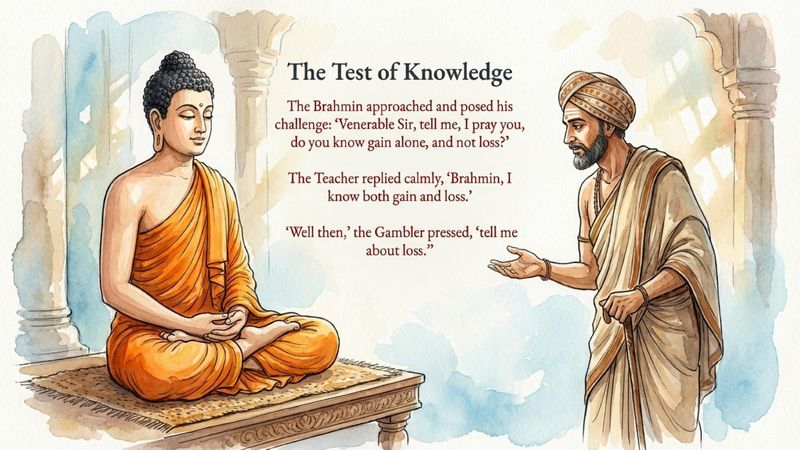 The Test of Knowledge
The Brahmin approached and posed his
challenge: ‘Venerable Sir, tell me, I pray you,
do you know gain alone, and not loss?’
The Teacher replied calmly, ‘Brahmin, I
know both gain and loss.’
‘Well then,’ the Gambler pressed, ‘tell me
about loss.’’